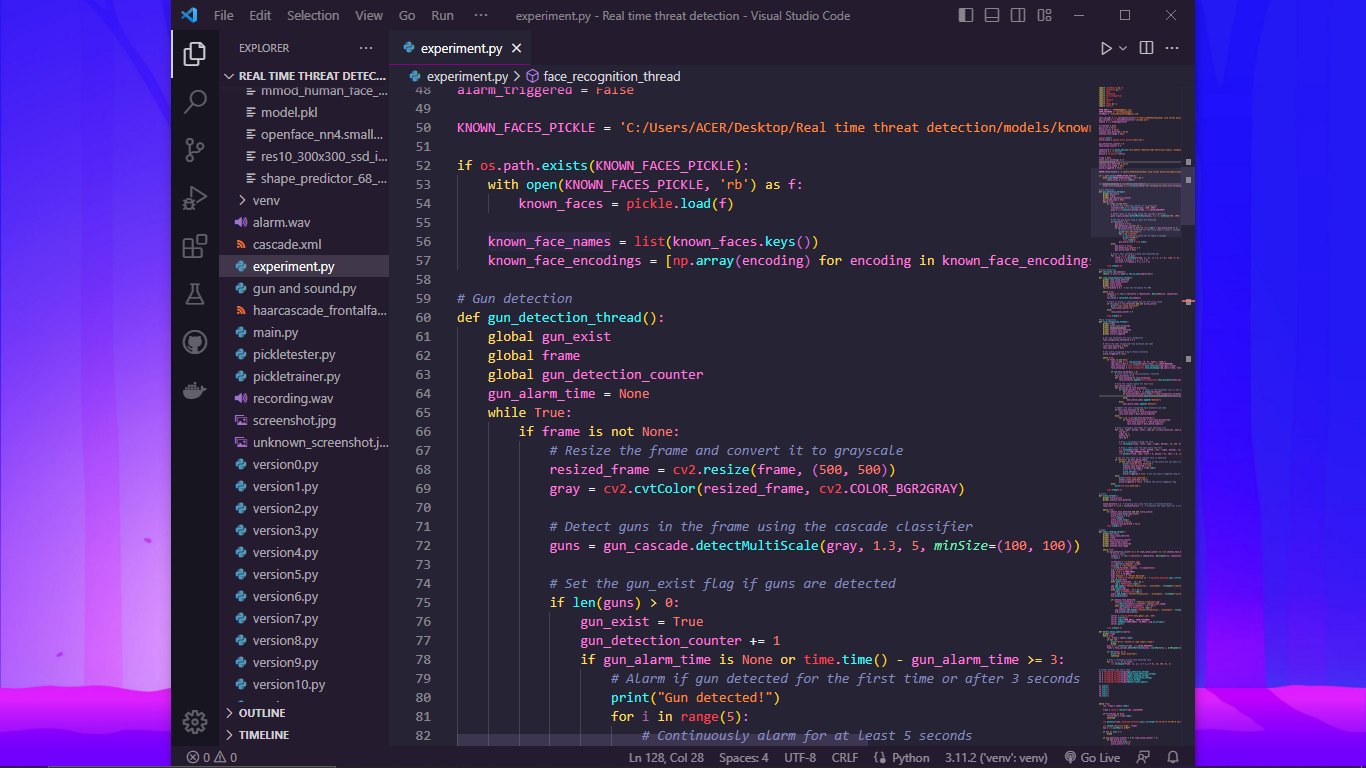 File Edit Selection View Go Run ··· experiment.py - Real time threat detection - Visual Studio Code
EXPLORER ···
REAL TIME THREAT DETEC...
mmod_human_face_...
model.pkl
openface_nn4.small...
res10_300x300_ssd_i...
shape_predictor_68_...
venv
alarm.wav
cascade.xml
experiment.py
gun and sound.py
haarcascade_frontalfa...
main.py
pickletester.py
pickletrainer.py
recording.wav
screenshot.jpg
unknown_screenshot.j...
version0.py
version1.py
version2.py
version3.py
version4.py
version5.py
version6.py
version7.py
version8.py
version9.py
version10.py
OUTLINE
TIMELINE
experiment.py
experiment.py > face_recognition_thread
48 alarm_triggered = False
49
50 KNOWN_FACES_PICKLE = 'C:/Users/ACER/Desktop/Real time threat detection/models/know
51
52 if os.path.exists(KNOWN_FACES_PICKLE):
53 with open(KNOWN_FACES_PICKLE, 'rb') as f:
54 known_faces = pickle.load(f)
55
56 known_face_names = list(known_faces.keys())
57 known_face_encodings = [np.array(encoding) for encoding in known_face_encodings
58
59 # Gun detection
60 def gun_detection_thread():
61 global gun_exist
62 global frame
63 global gun_detection_counter
64 gun_alarm_time = None
65 while True:
66 if frame is not None:
67 # Resize the frame and convert it to grayscale
68 resized_frame = cv2.resize(frame, (500, 500))
69 gray = cv2.cvtColor(resized_frame, cv2.COLOR_BGR2GRAY)
70
71 # Detect guns in the frame using the cascade classifier
72 guns = gun_cascade.detectMultiScale(gray, 1.3, 5, minSize=(100, 100))
73
74 # Set the gun_exist flag if guns are detected
75 if len(guns) > 0:
76 gun_exist = True
77 gun_detection_counter += 1
78 if gun_alarm_time is None or time.time() - gun_alarm_time >= 3:
79 # Alarm if gun detected for the first time or after 3 seconds
80 print("Gun detected!")
81 for i in range(5):
82 # Continuously alarm for at least 5 seconds
0 0 Ln 128, Col 28 Spaces: 4 UTF-8 CRLF Python 3.11.2 ('venv': venv) Go Live